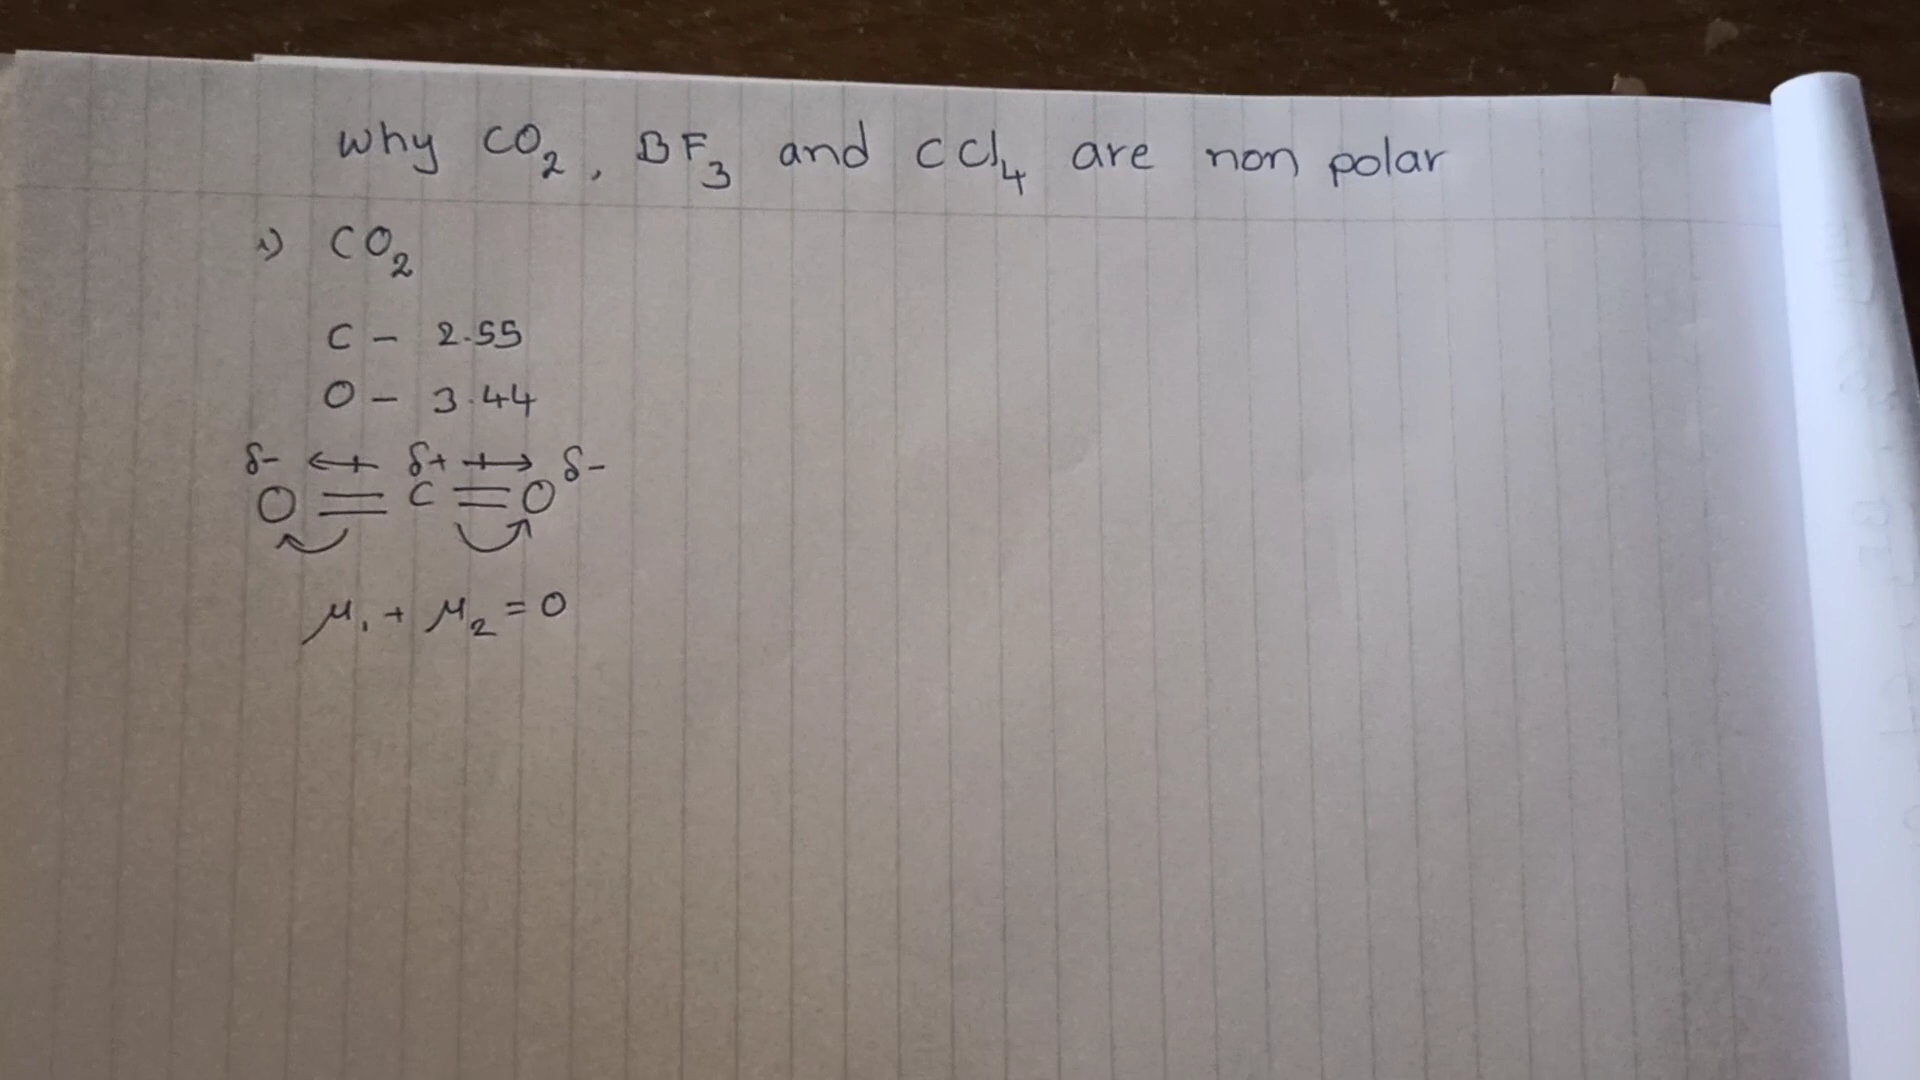 why CO₂, BF₃ and CCl₄ are non polar
1) CO₂
C – 2.55
O – 3.44
δ- δ+ δ-
O = C = O
μ₁ + μ₂ = 0